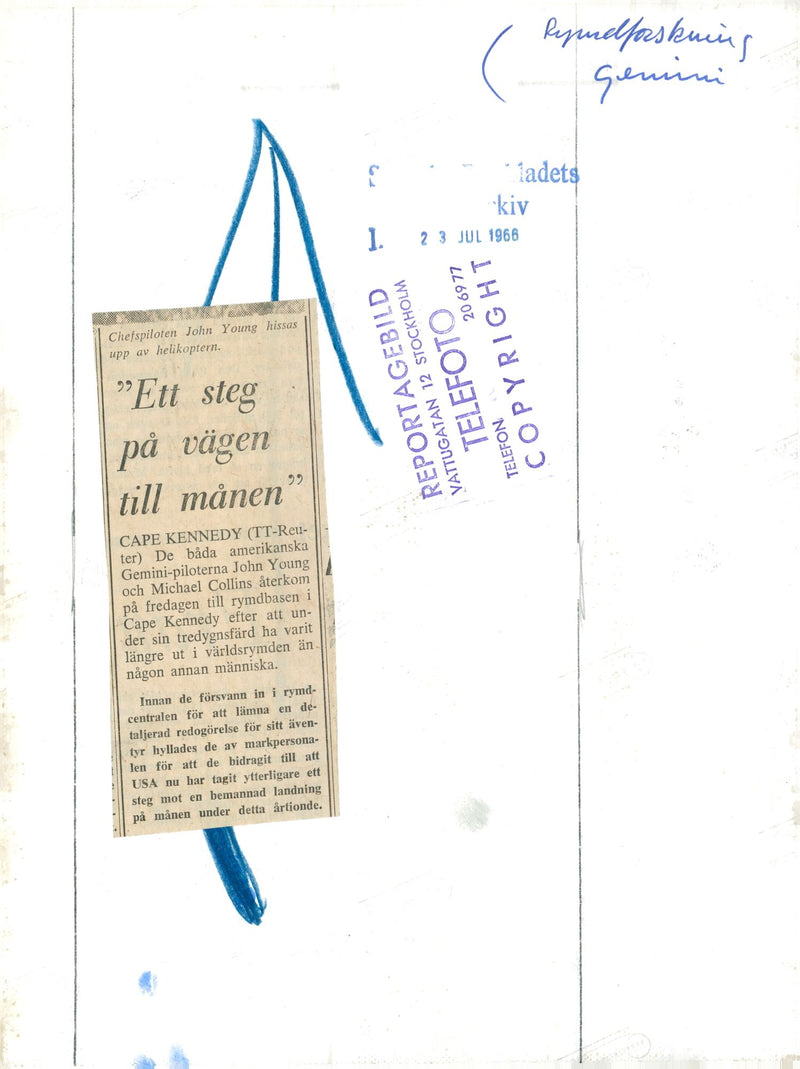 Rymdforskning
Gemini
ladets
kiv
1. 23 JUL 1966
REPORTAGEBILD
VATTUGATAN 12 STOCKHOLM
TELEFOTO
TELEFON 206977
COPYRIGHT
Chefspiloten John Young hissas
upp av helikoptern.
”Ett steg
på vägen
till månen”
CAPE KENNEDY (TT-Reu-
ter) De båda amerikanska
Gemini-piloterna John Young
och Michael Collins återkom
på fredagen till rymdbasen i
Cape Kennedy efter att un-
der sin tredygnsfärd ha varit
längre ut i världsrymden än
någon annan människa.
Innan de försvann in i rymd-
centralen för att lämna en de-
taljerad redogörelse för sitt även-
tyr hyllades de av markpersona-
len för att de bidragit till att
USA nu har tagit ytterligare ett
steg mot en bemannad landning
på månen under detta årtionde.